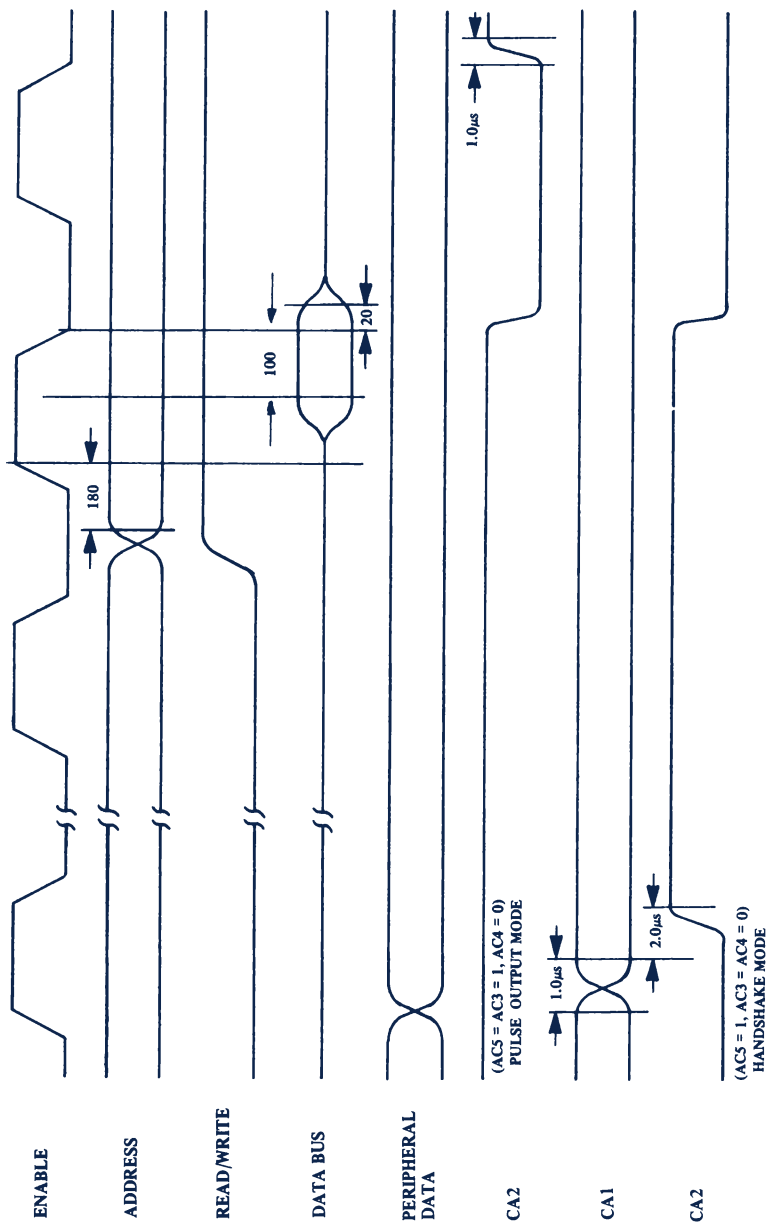 ENABLE
ADDRESS
180
READ/WRITE
DATA BUS
100
20
PERIPHERAL
DATA
CA2
(AC5 = AC3 = 1, AC4 = 0)
PULSE OUTPUT MODE
1.0μs
CA1
1.0μs
CA2
2.0μs
(AC5 = 1, AC3 = AC4 = 0)
HANDSHAKE MODE